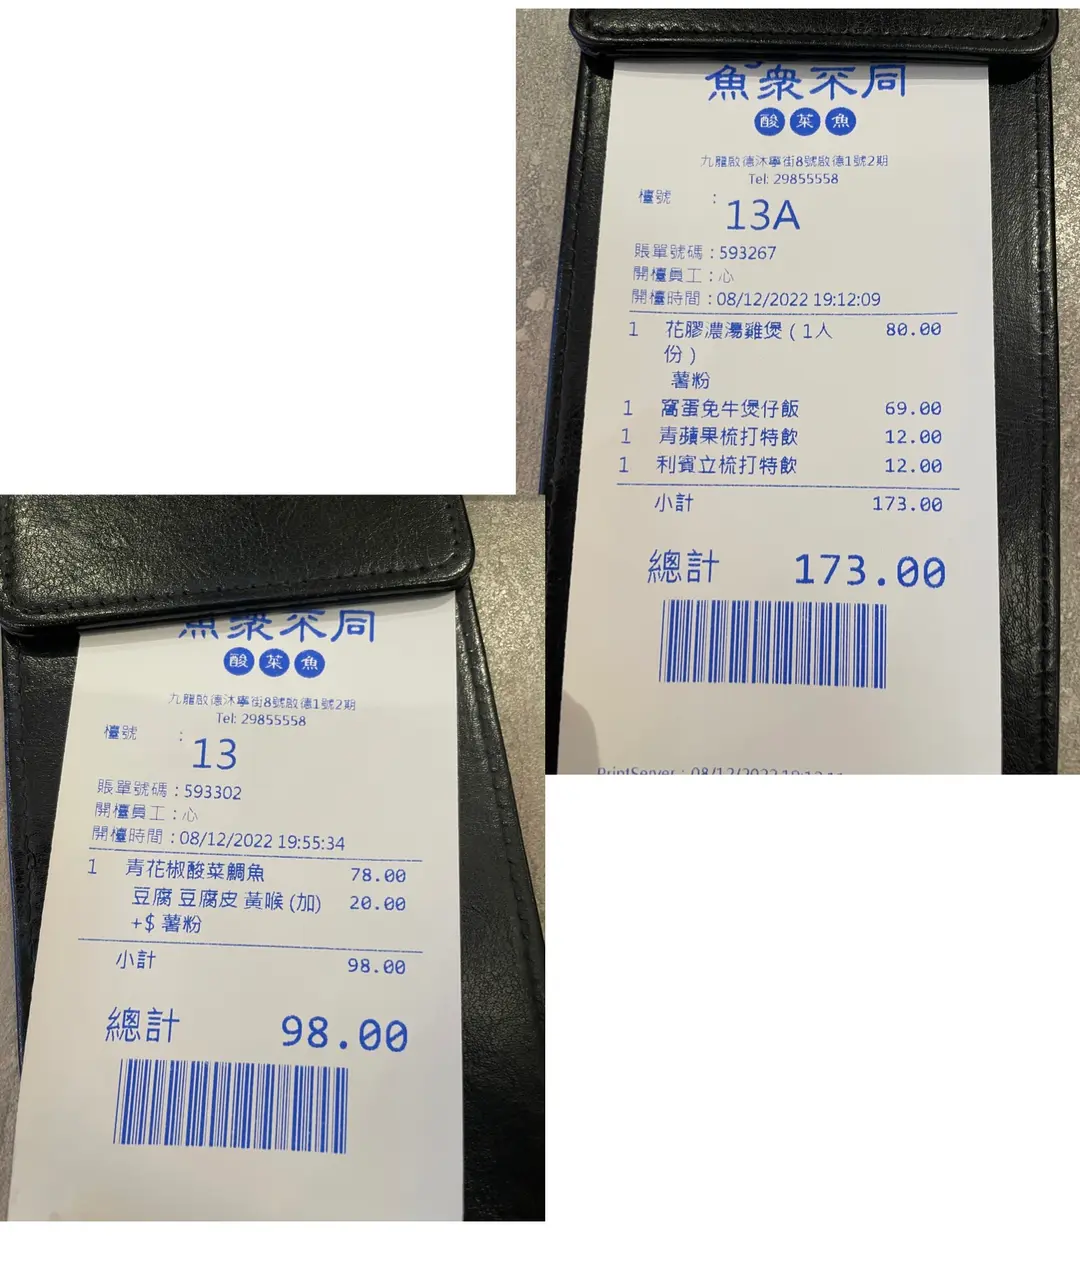 魚衆不同
酸菜魚
九龍啟德沐寧街8號啟德1號2期
Tel: 29855558
檯號 :
13A
賬單號碼 : 593267
開檯員工 : 心
開檯時間 : 08/12/2022 19:12:09
1 花膠濃湯雞煲 ( 1人 80.00
份 )
薯粉
1 窩蛋免牛煲仔飯 69.00
1 青蘋果梳打特飲 12.00
1 利賓立梳打特飲 12.00
小計 173.00
總計 173.00
PrintServer : 08/12/2022 19:12:11
魚衆不同
酸菜魚
九龍啟德沐寧街8號啟德1號2期
Tel: 29855558
檯號 :
13
賬單號碼 : 593302
開檯員工 : 心
開檯時間 : 08/12/2022 19:55:34
1 青花椒酸菜鯛魚 78.00
豆腐 豆腐皮 黃喉 (加) 20.00
+$ 薯粉
小計 98.00
總計 98.00